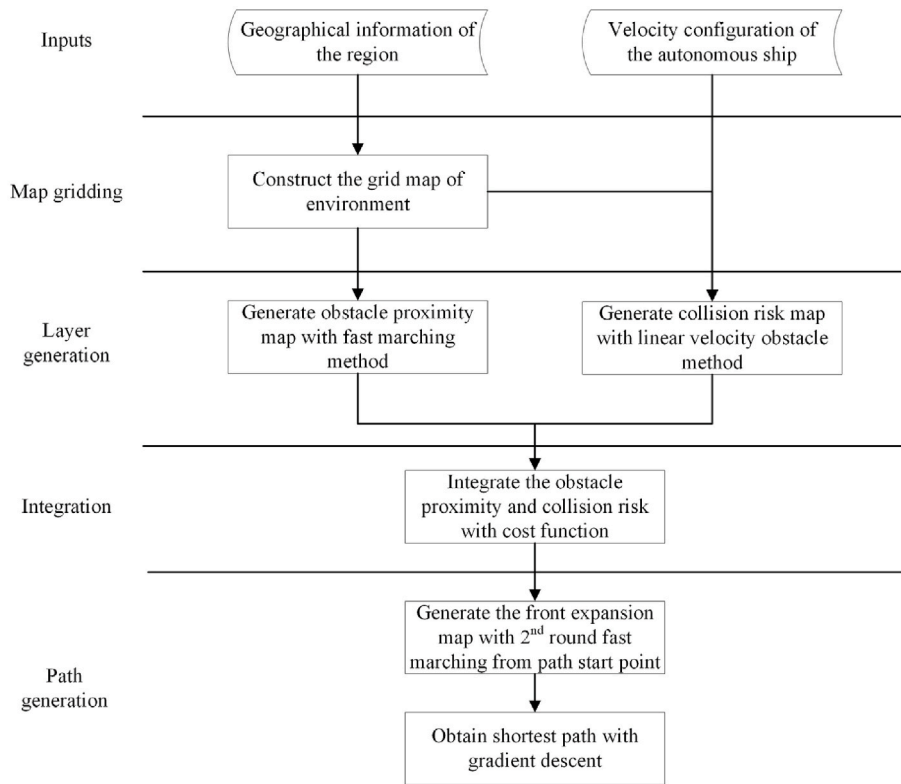 Inputs
Geographical information of
the region
Velocity configuration of
the autonomous ship
Map gridding
Construct the grid map of
environment
Layer
generation
Generate obstacle proximity
map with fast marching
method
Generate collision risk map
with linear velocity obstacle
method
Integration
Integrate the obstacle
proximity and collision risk
with cost function
Path
generation
Generate the front expansion
map with 2nd round fast
marching from path start point
Obtain shortest path with
gradient descent